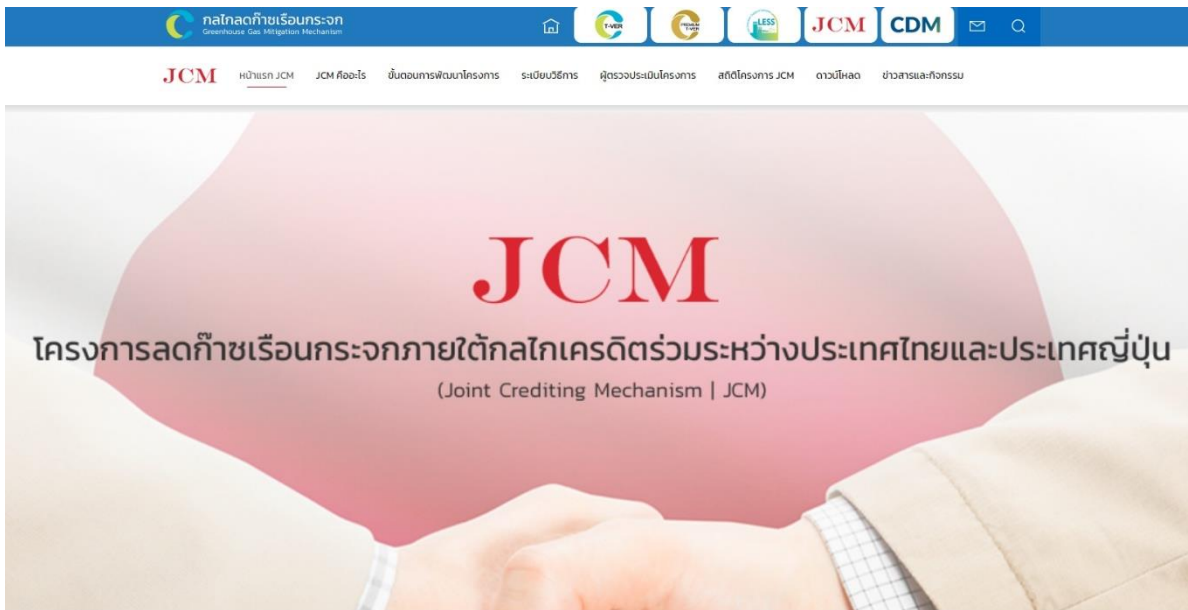 กลไกลดก๊าซเรือนกระจก
Greenhouse Gas Mitigation Mechanism
T-VER
PREMIUM T-VER
LESS
JCM
CDM
JCM
หน้าแรก JCM
JCM คืออะไร
ขั้นตอนการพัฒนาโครงการ
ระเบียบวิธีการ
ผู้ตรวจประเมินโครงการ
สถิติโครงการ JCM
ดาวน์โหลด
ข่าวสารและกิจกรรม
JCM
โครงการลดก๊าซเรือนกระจกภายใต้กลไกเครดิตร่วมระหว่างประเทศไทยและประเทศญี่ปุ่น
(Joint Crediting Mechanism | JCM)